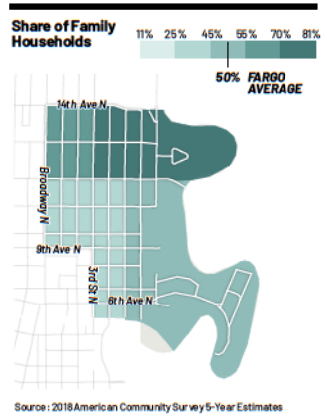 Share of Family
Households
11% 25% 45% 55% 70% 81%
50% FARGO
AVERAGE
14th Ave N
Broadway N
9th Ave N
3rd St N
6th Ave N
Source: 2018 American Community Survey 5-Year Estimates